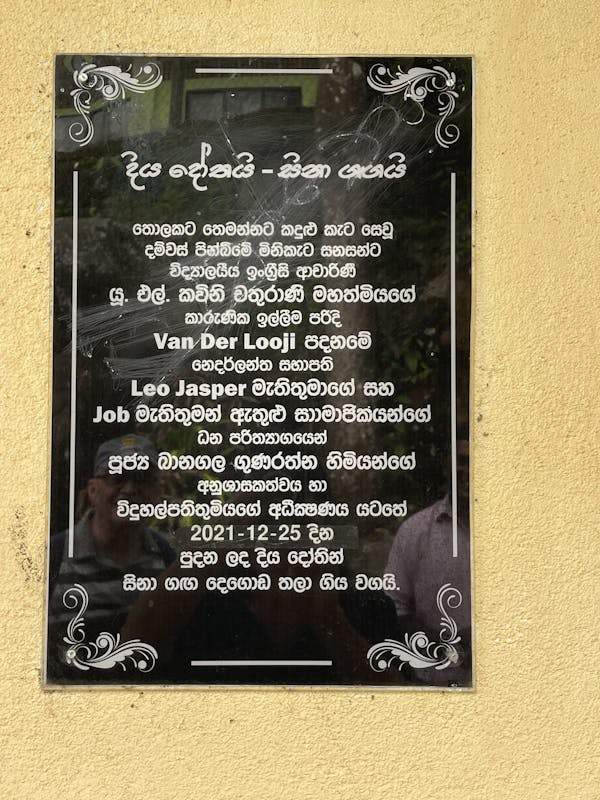 දිය දෝතයි - සිනා ගඟයි
තොලකට තෙමන්නට කඳුළු කැට සෙවූ
දම්වස් පින්බිමේ මිනිකැට සනසන්ට
විද්‍යාලයීය ඉංග්‍රීසි ආචාරිණී
යූ. එල්. කවිනි චතුරාණි මහත්මියගේ
කාරුණික ඉල්ලීම පරිදි
Van Der Looji පදනමේ
නෙදර්ලන්ත සභාපති
Leo Jasper මැතිතුමාගේ සහ
Job මැතිතුමන් ඇතුළු සාමාජිකයන්ගේ
ධන පරිත්‍යාගයෙන්
පූජ්‍ය බානගල ගුණරත්න හිමියන්ගේ
අනුශාසකත්වය හා
විදුහල්පතිතුමියගේ අධීක්ෂණය යටතේ
2021-12-25 දින
පුදන ලද දිය දෝතින්
සිනා ගඟ දෙගොඩ තලා ගිය වගයි.